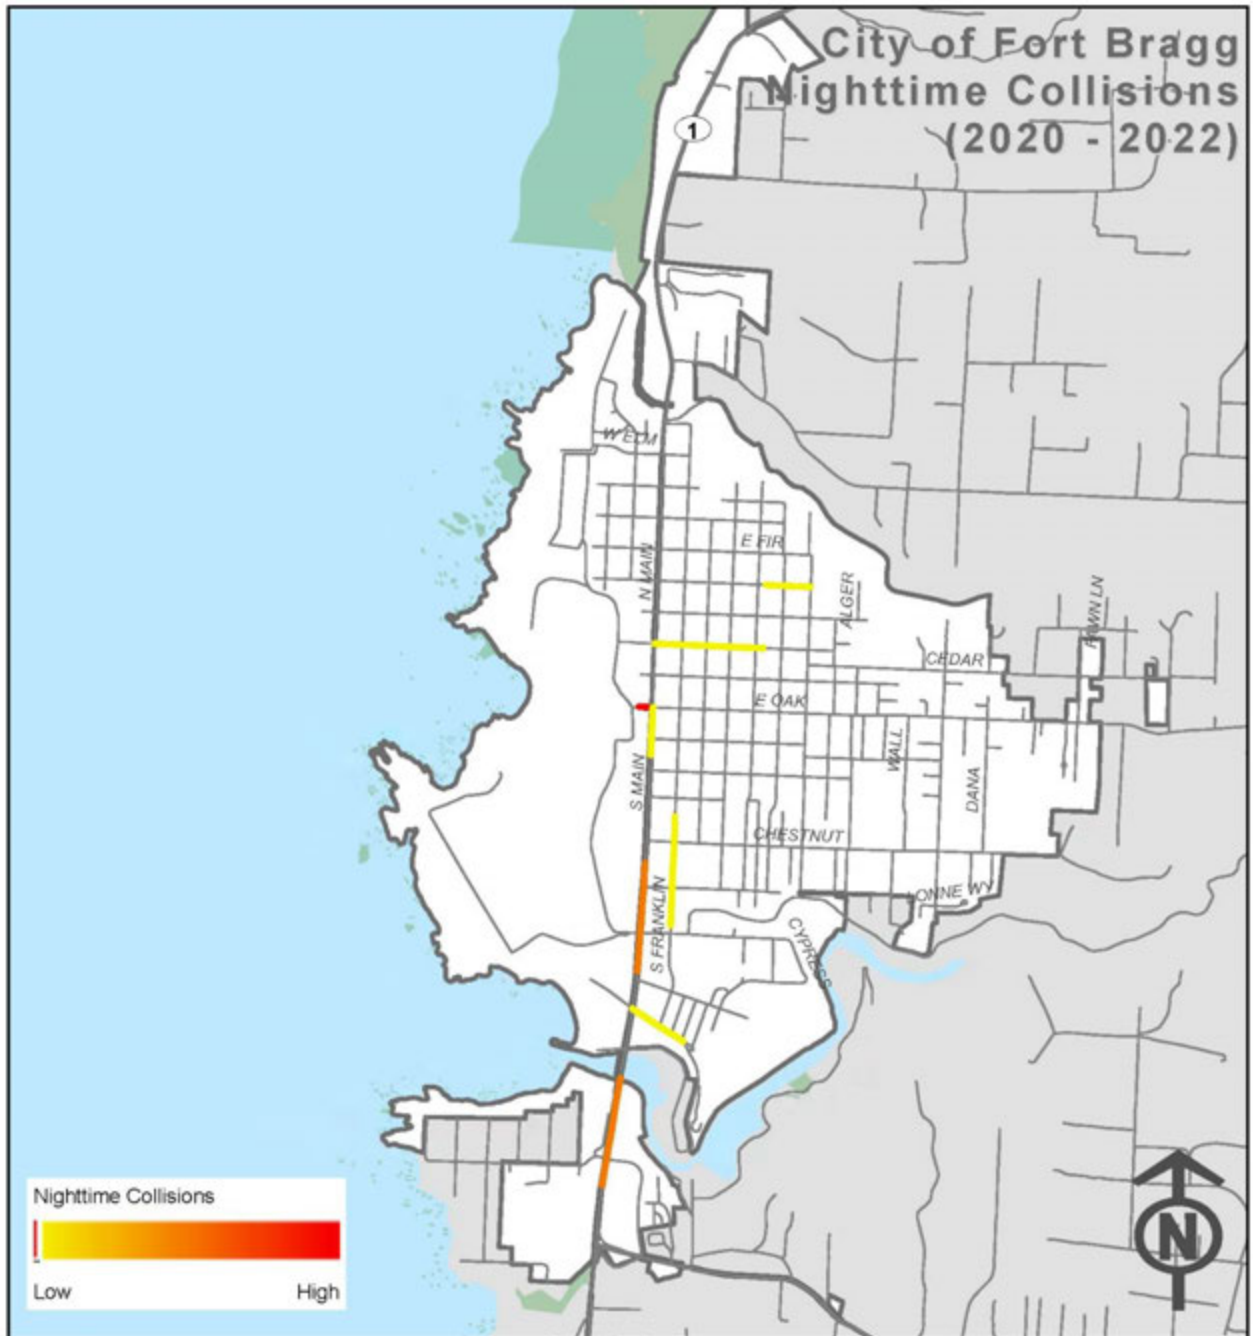 City of Fort Bragg
Nighttime Collisions
(2020 - 2022)
1
W ELM
E FIR
N MAIN
ALGER
CEDAR
E OAK
WALL
S MAIN
DANA
CHESTNUT
S FRANKLIN
CYPRESS
Nighttime Collisions
Low
High
N